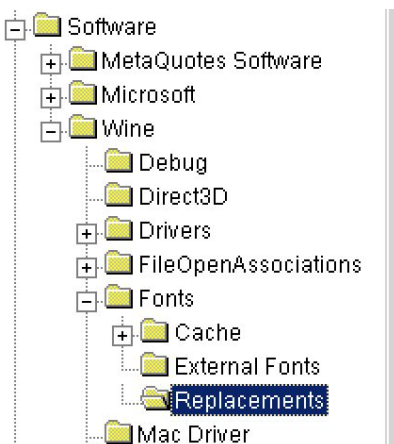 Software
MetaQuotes Software
Microsoft
Wine
Debug
Direct3D
Drivers
FileOpenAssociations
Fonts
Cache
External Fonts
Replacements
Mac Driver